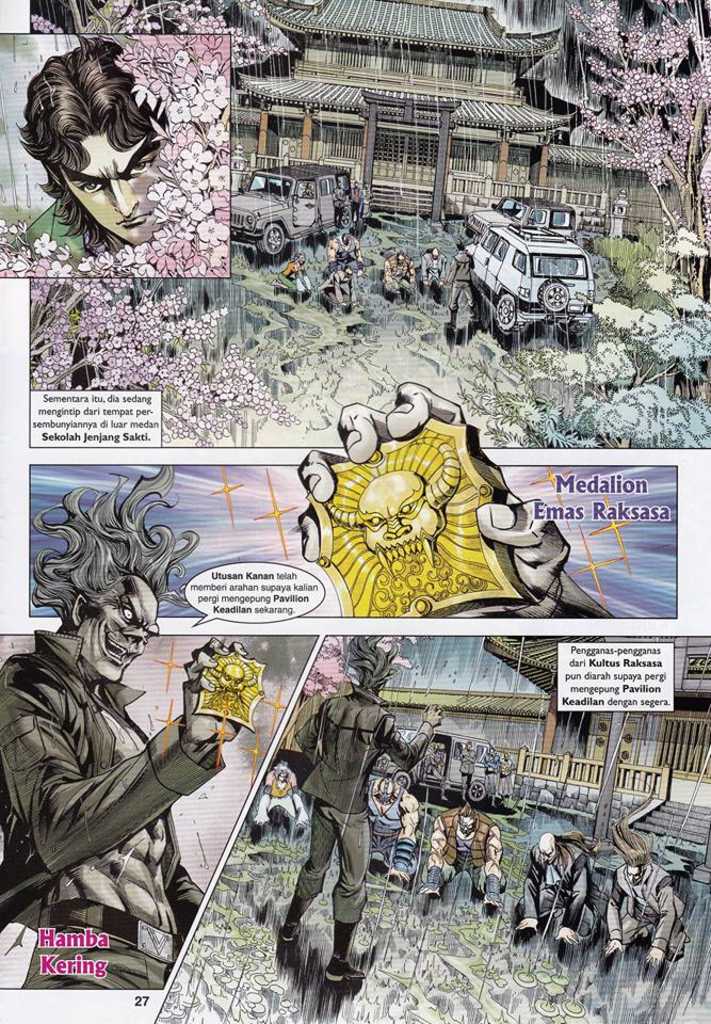 Sementara itu, dia sedang
mengintip dari tempat per-
sembunyiannya di luar medan
Sekolah Jenjang Sakti.
Medalion
Emas Raksasa
Utusan Kanan telah
memberi arahan supaya kalian
pergi mengepung Pavilion
Keadilan sekarang.
Pengganas-pengganas
dari Kultus Raksasa
pun diarah supaya pergi
mengepung Pavilion
Keadilan dengan segera.
Hamba
Kering
27